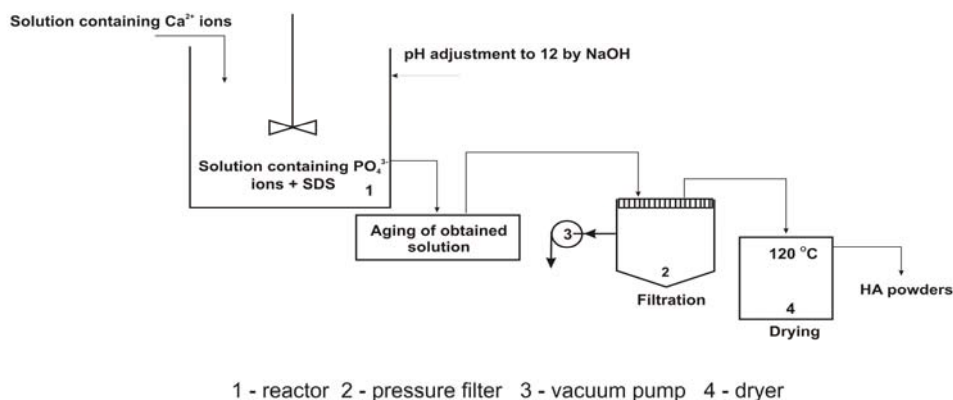 Solution containing Ca²⁺ ions
pH adjustment to 12 by NaOH
Solution containing PO₄³⁻
ions + SDS
1
Aging of obtained
solution
3
2
Filtration
120 °C
4
Drying
HA powders
1 - reactor 2 - pressure filter 3 - vacuum pump 4 - dryer